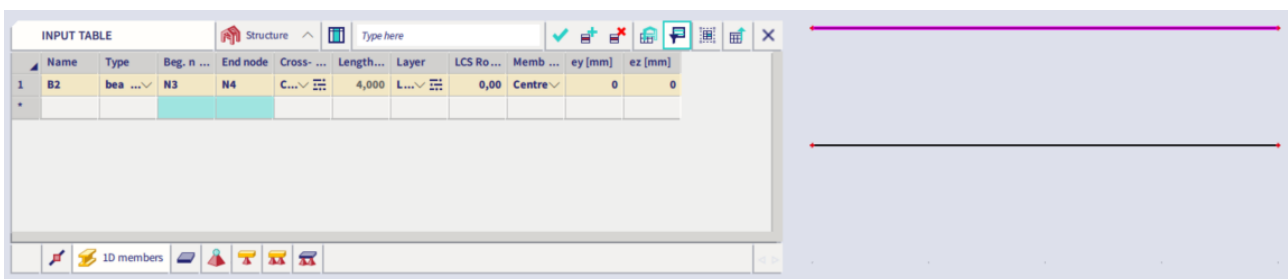 INPUT TABLE Structure Type here
Name Type Beg. n ... End node Cross- ... Length... Layer LCS Ro... Memb ... ey [mm] ez [mm]
1 B2 bea ... N3 N4 C... 4,000 L... 0,00 Centre 0 0
*
1D members